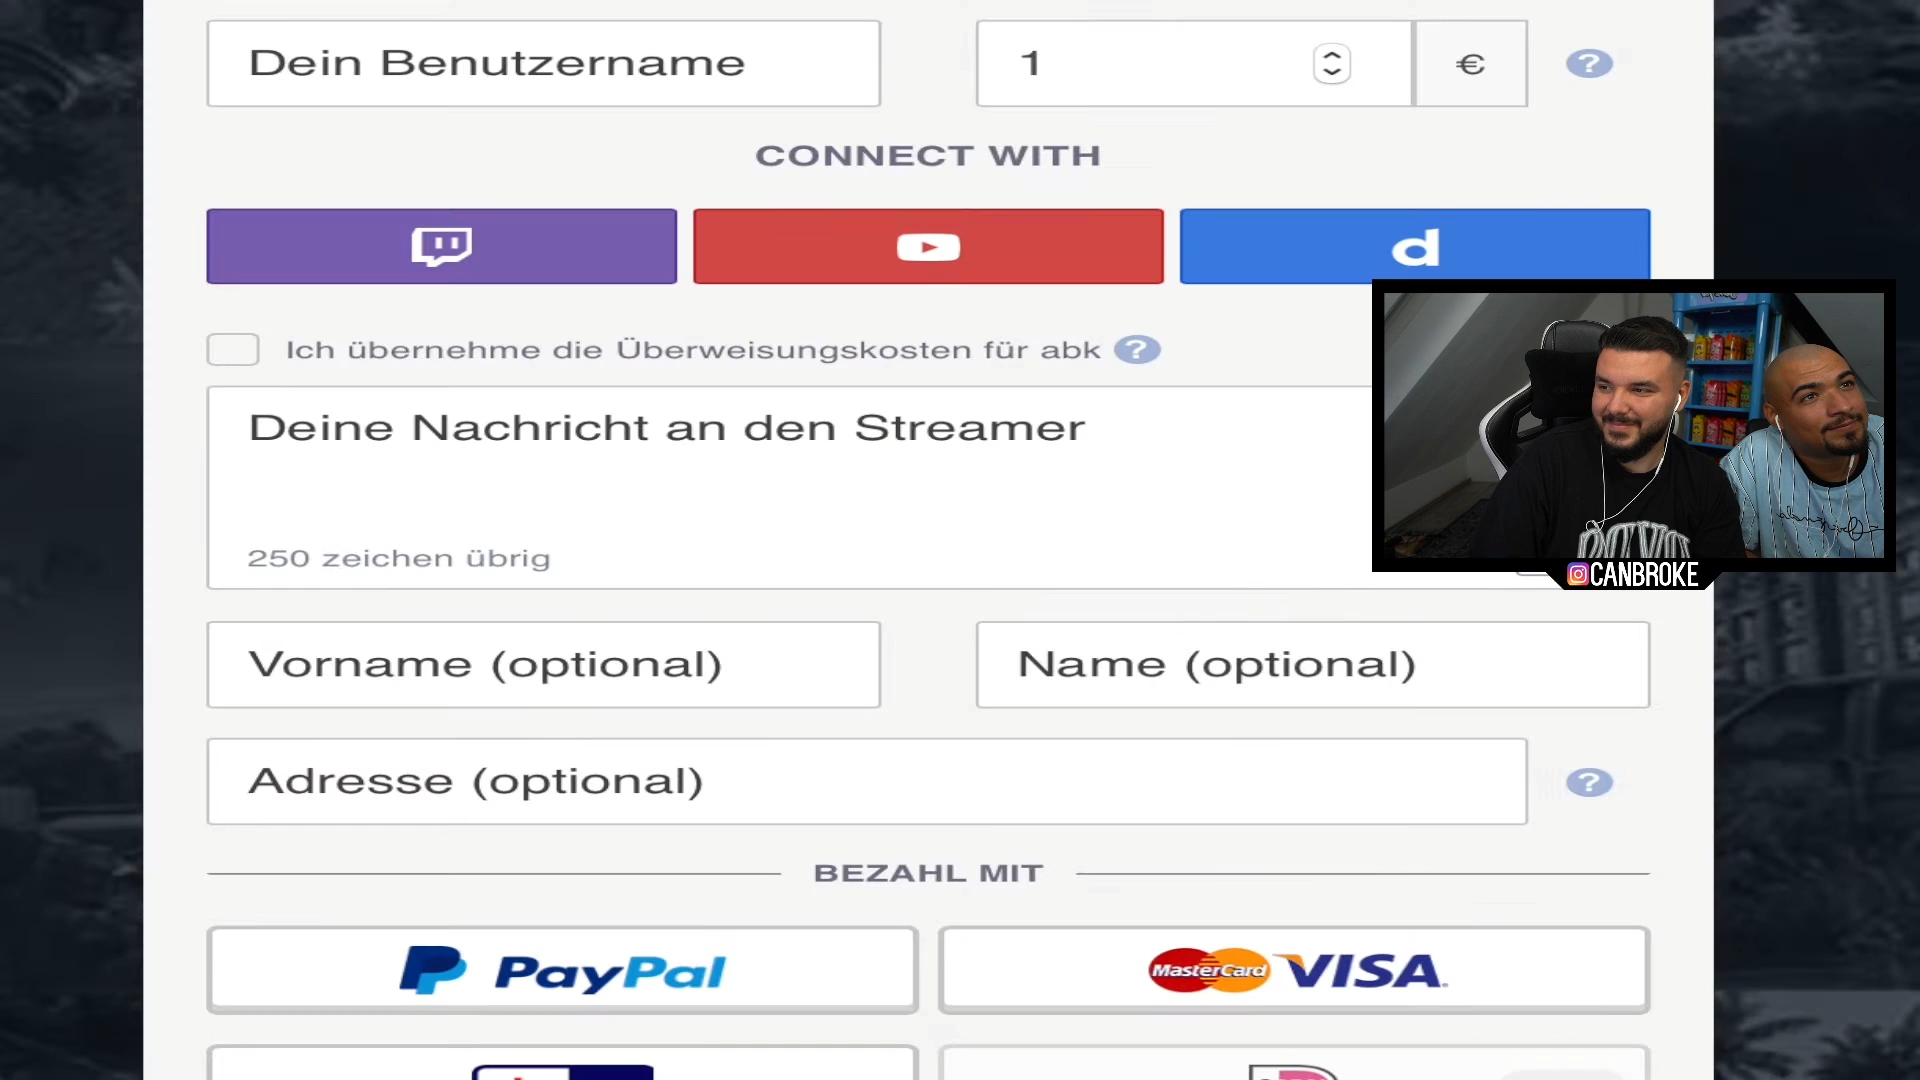 Dein Benutzername
1
€
?
CONNECT WITH
d
Ich übernehme die Überweisungskosten für abk ?
Deine Nachricht an den Streamer
250 zeichen übrig
CANBROKE
Vorname (optional)
Name (optional)
Adresse (optional)
?
BEZAHL MIT
PayPal
MasterCard VISA